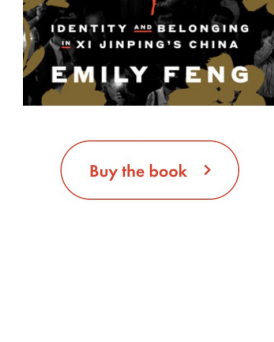 IDENTITY AND BELONGING
IN XI JINPING'S CHINA
EMILY FENG
Buy the book